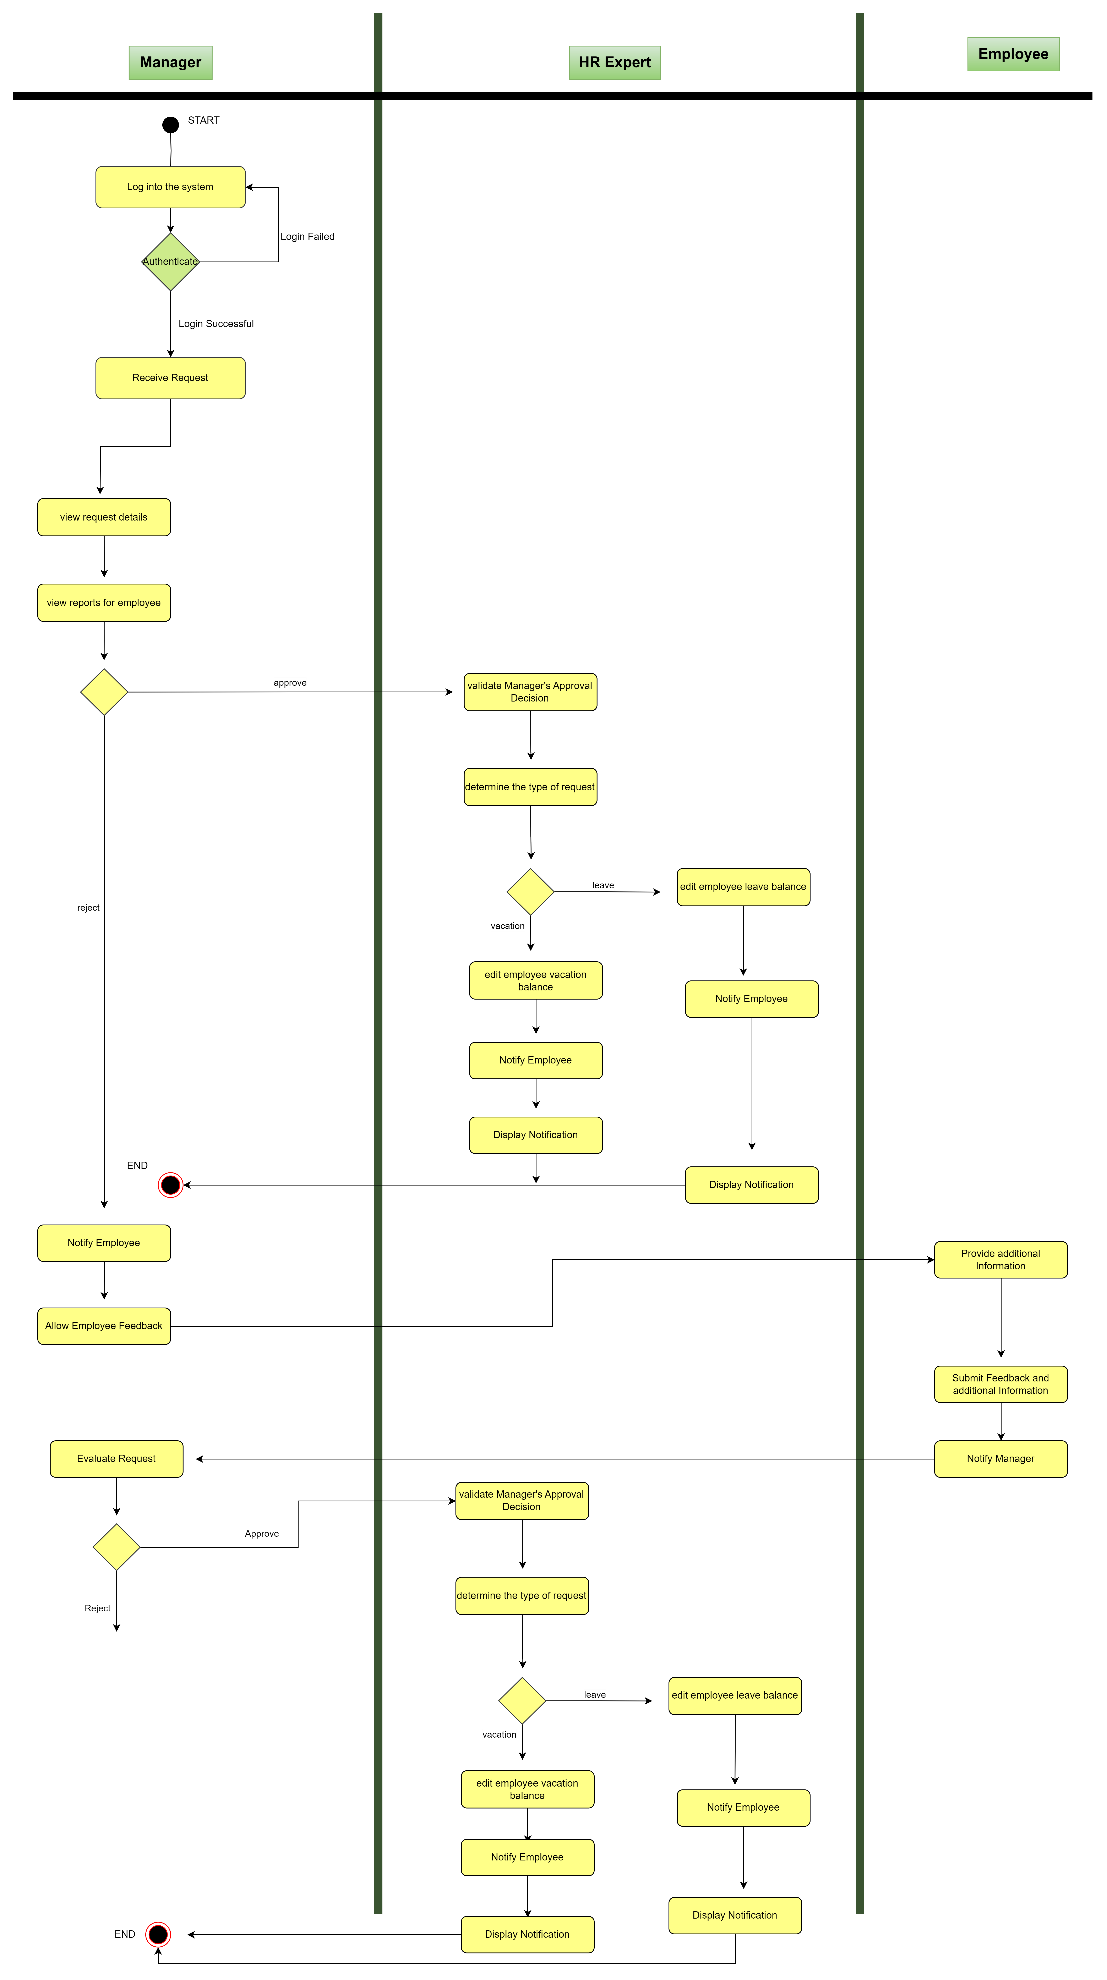 Manager
HR Expert
Employee
START
Log into the system
Login Failed
Authenticate
Login Successful
Receive Request
view request details
view reports for employee
approve
validate Manager's Approval
Decision
determine the type of request
leave
edit employee leave balance
reject
vacation
edit employee vacation
balance
Notify Employee
Notify Employee
Display Notification
END
Display Notification
Notify Employee
Provide additional
Information
Allow Employee Feedback
Submit Feedback and
additional Information
Evaluate Request
Notify Manager
validate Manager's Approval
Decision
Approve
determine the type of request
Reject
leave
edit employee leave balance
vacation
edit employee vacation
balance
Notify Employee
Notify Employee
Display Notification
END
Display Notification